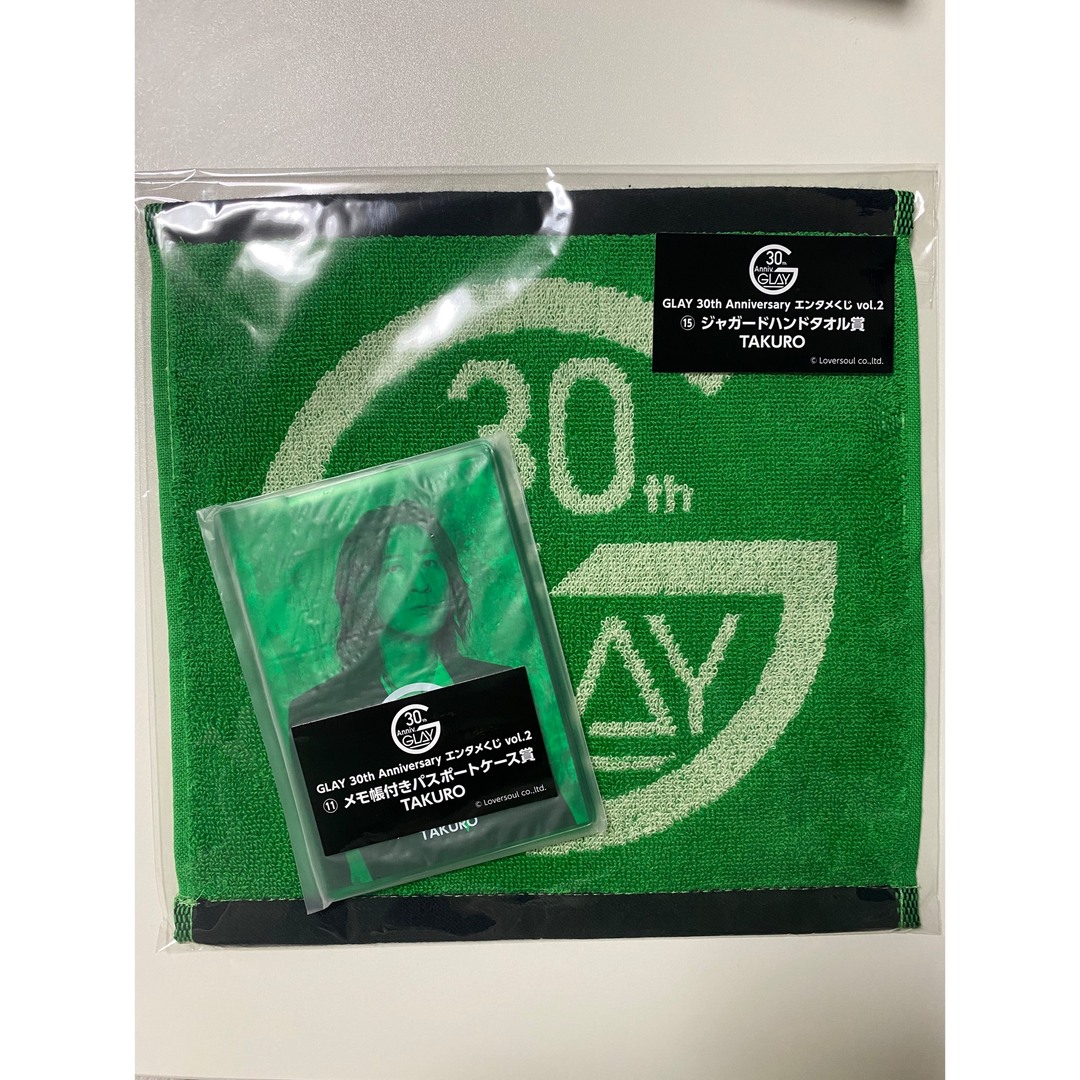 30th
Anniv.
GLAY
GLAY 30th Anniversary エンタメくじ vol.2
⑮ ジャガードハンドタオル賞
TAKURO
© Loversoul co.,ltd.
30th
AY
30th
Anniv.
GLAY
GLAY 30th Anniversary エンタメくじ vol.2
⑪ メモ帳付きパスポートケース賞
TAKURO
© Loversoul co.,ltd.
TAKURO